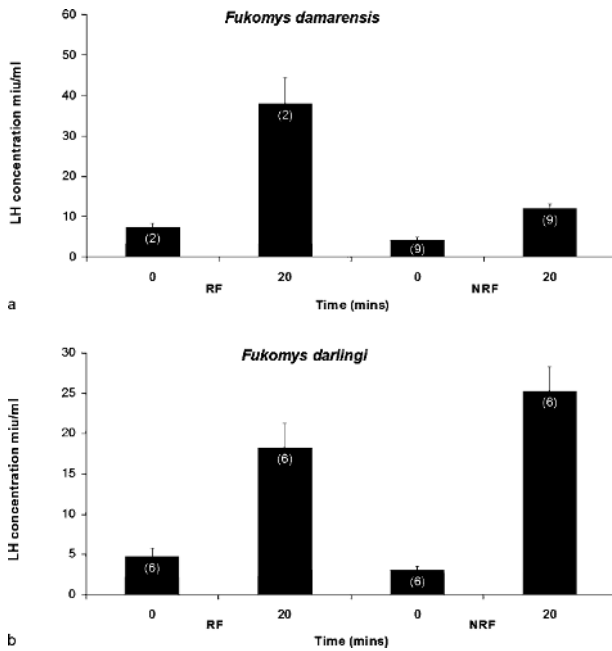 Fukomys damarensis
LH concentration miu/ml
60
50
40
30
20
10
0
(2)
(2)
(9)
(9)
0 20 0 20
RF NRF
Time (mins)
a
Fukomys darlingi
LH concentration miu/ml
30
25
20
15
10
5
0
(6)
(6)
(6)
(6)
0 20 0 20
RF NRF
Time (mins)
b